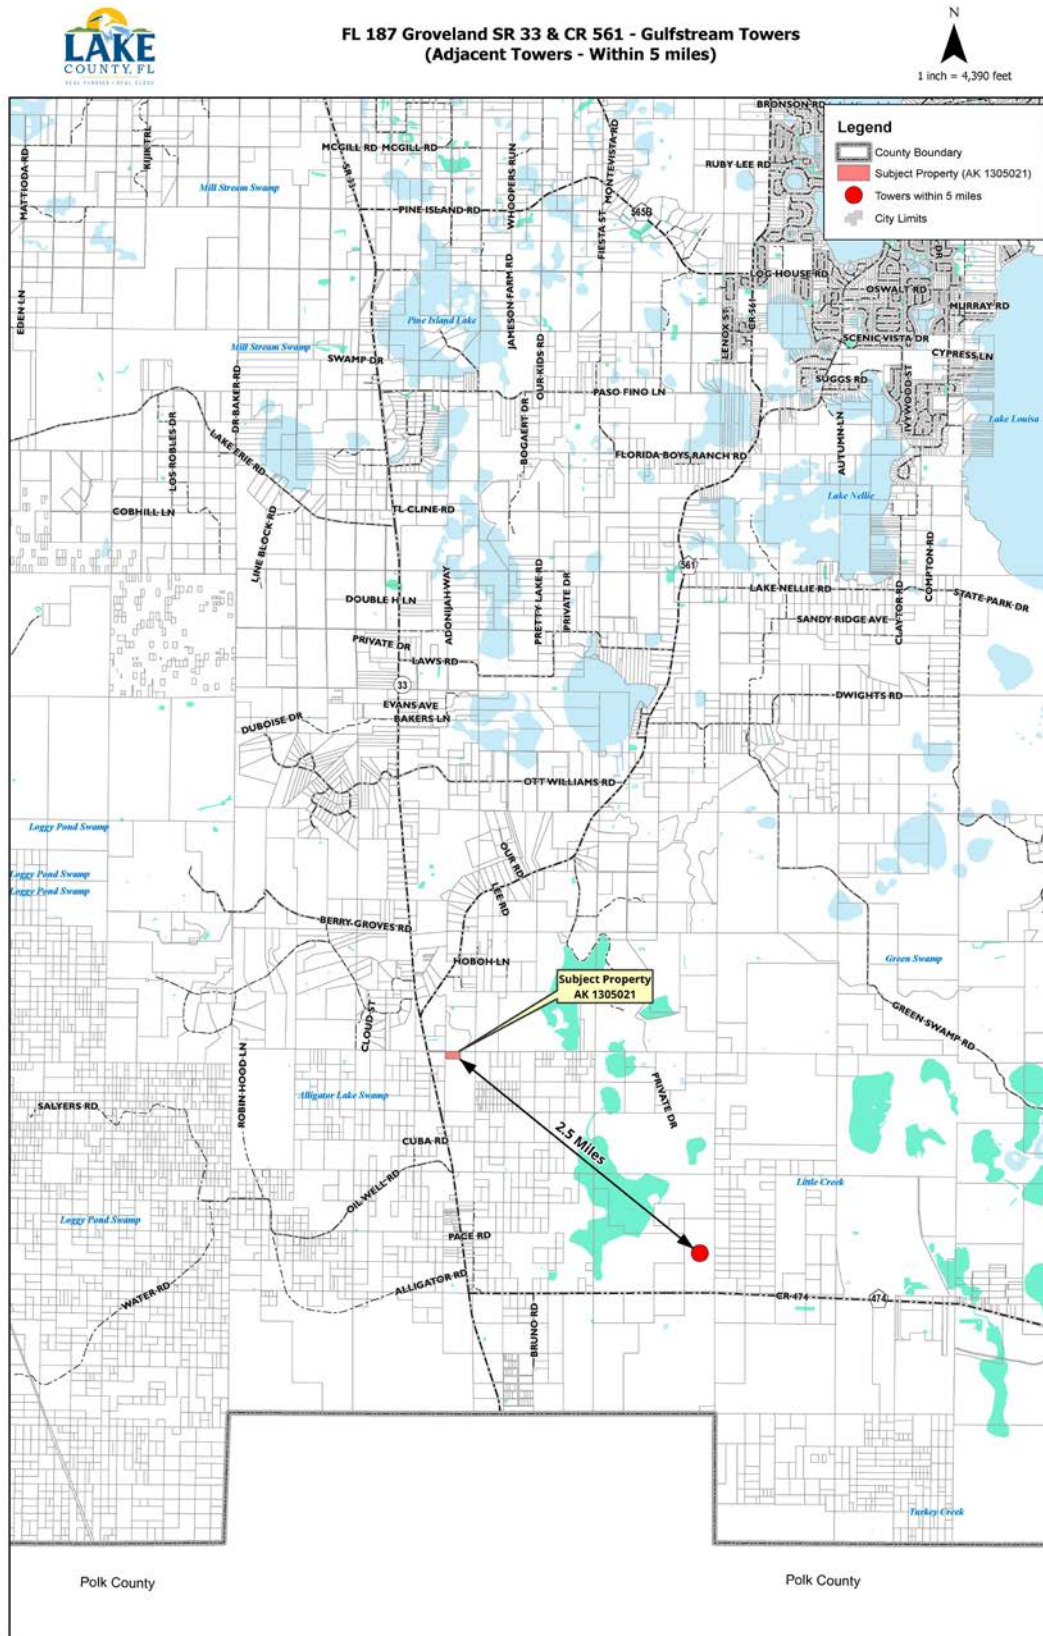 LAKE
COUNTY, FL
REAL FLORIDA • REAL CLOSE
FL 187 Groveland SR 33 & CR 561 - Gulfstream Towers
(Adjacent Towers - Within 5 miles)
N
1 inch = 4,390 feet
Legend
County Boundary
Subject Property (AK 1305021)
Towers within 5 miles
City Limits
BRONSON RD
MATTIODA RD
KIJIK TRL
SR 33
MCGILL RD MCGILL RD
WHOOPERS RUN
MONTEVISTA RD
RUBY LEE RD
Mill Stream Swamp
PINE ISLAND RD
FIESTA ST
565B
LOG HOUSE RD
OSWALT RD
MURRAY RD
EDEN LN
Pine Island Lake
JAMESON FARM RD
LENOX ST
CR 561
SCENIC VISTA DR
Mill Stream Swamp
SWAMP DR
OUR KIDS RD
CYPRESS LN
DR BAKER RD
PASO FINO LN
SUGGS RD
IVYWOOD ST
LOS ROBLES DR
LAKE ERIE RD
BOGAERT DR
AUTUMN LN
Lake Louisa
FLORIDA BOYS RANCH RD
Lake Nellie
COBHILL LN
LINE BLOCK RD
TL CLINE RD
COMPTON RD
561
DOUBLE H LN
ADONIJAH WAY
PRETTY LAKE RD
PRIVATE DR
LAKE NELLIE RD
STATE PARK DR
SANDY RIDGE AVE
CLAYTOR RD
PRIVATE DR
LAWS RD
33
DWIGHTS RD
EVANS AVE
BAKERS LN
DUBOISE DR
OTT WILLIAMS RD
Loggy Pond Swamp
OUR RD
Loggy Pond Swamp
Loggy Pond Swamp
LEE RD
BERRY GROVES RD
HOBOH LN
Green Swamp
Subject Property
AK 1305021
CLOUD ST
GREEN SWAMP RD
ROBIN HOOD LN
PRIVATE DR
Alligator Lake Swamp
SALYERS RD
CUBA RD
2.5 Miles
OIL WELL RD
Little Creek
Loggy Pond Swamp
PACE RD
ALLIGATOR RD
WATER RD
CR 474
474
BRUNO RD
Turkey Creek
Polk County
Polk County